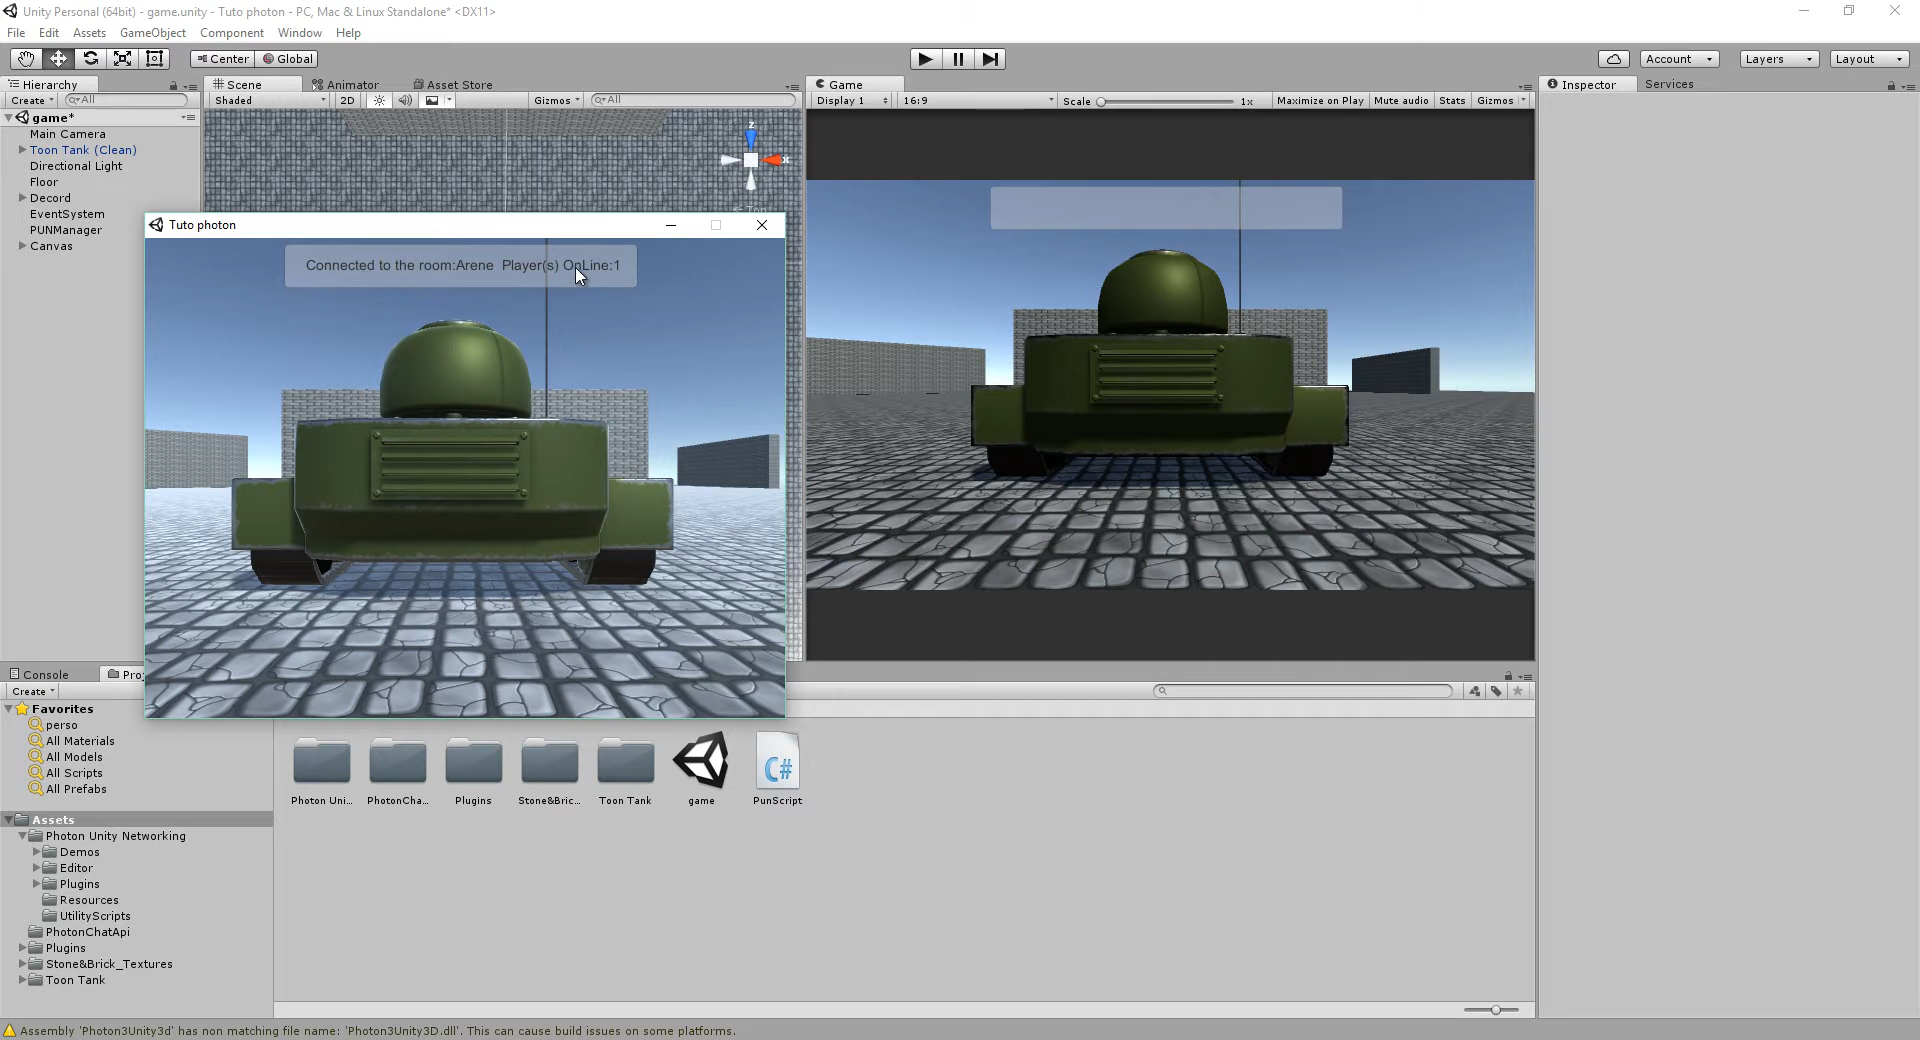 Unity Personal (64bit) - game.unity - Tuto photon - PC, Mac & Linux Standalone* <DX11>
File Edit Assets GameObject Component Window Help
Center Global Account Layers Layout
Hierarchy
Create All
game*
Main Camera
Toon Tank (Clean)
Directional Light
Floor
Decord
EventSystem
PUNManager
Canvas
Scene Animator Asset Store
Shaded 2D Gizmos All
z
x
Top
Game
Display 1 16:9 Scale 1x Maximize on Play Mute audio Stats Gizmos
Inspector Services
Tuto photon
Connected to the room:Arene Player(s) OnLine:1
Console
Create
Favorites
perso
All Materials
All Models
All Scripts
All Prefabs
Assets
Photon Unity Networking
Demos
Editor
Plugins
Resources
UtilityScripts
PhotonChatApi
Plugins
Stone&Brick_Textures
Toon Tank
C#
Photon Uni... PhotonCha... Plugins Stone&Bric... Toon Tank game PunScript
Assembly 'Photon3Unity3d' has non matching file name: 'Photon3Unity3D.dll'. This can cause build issues on some platforms.